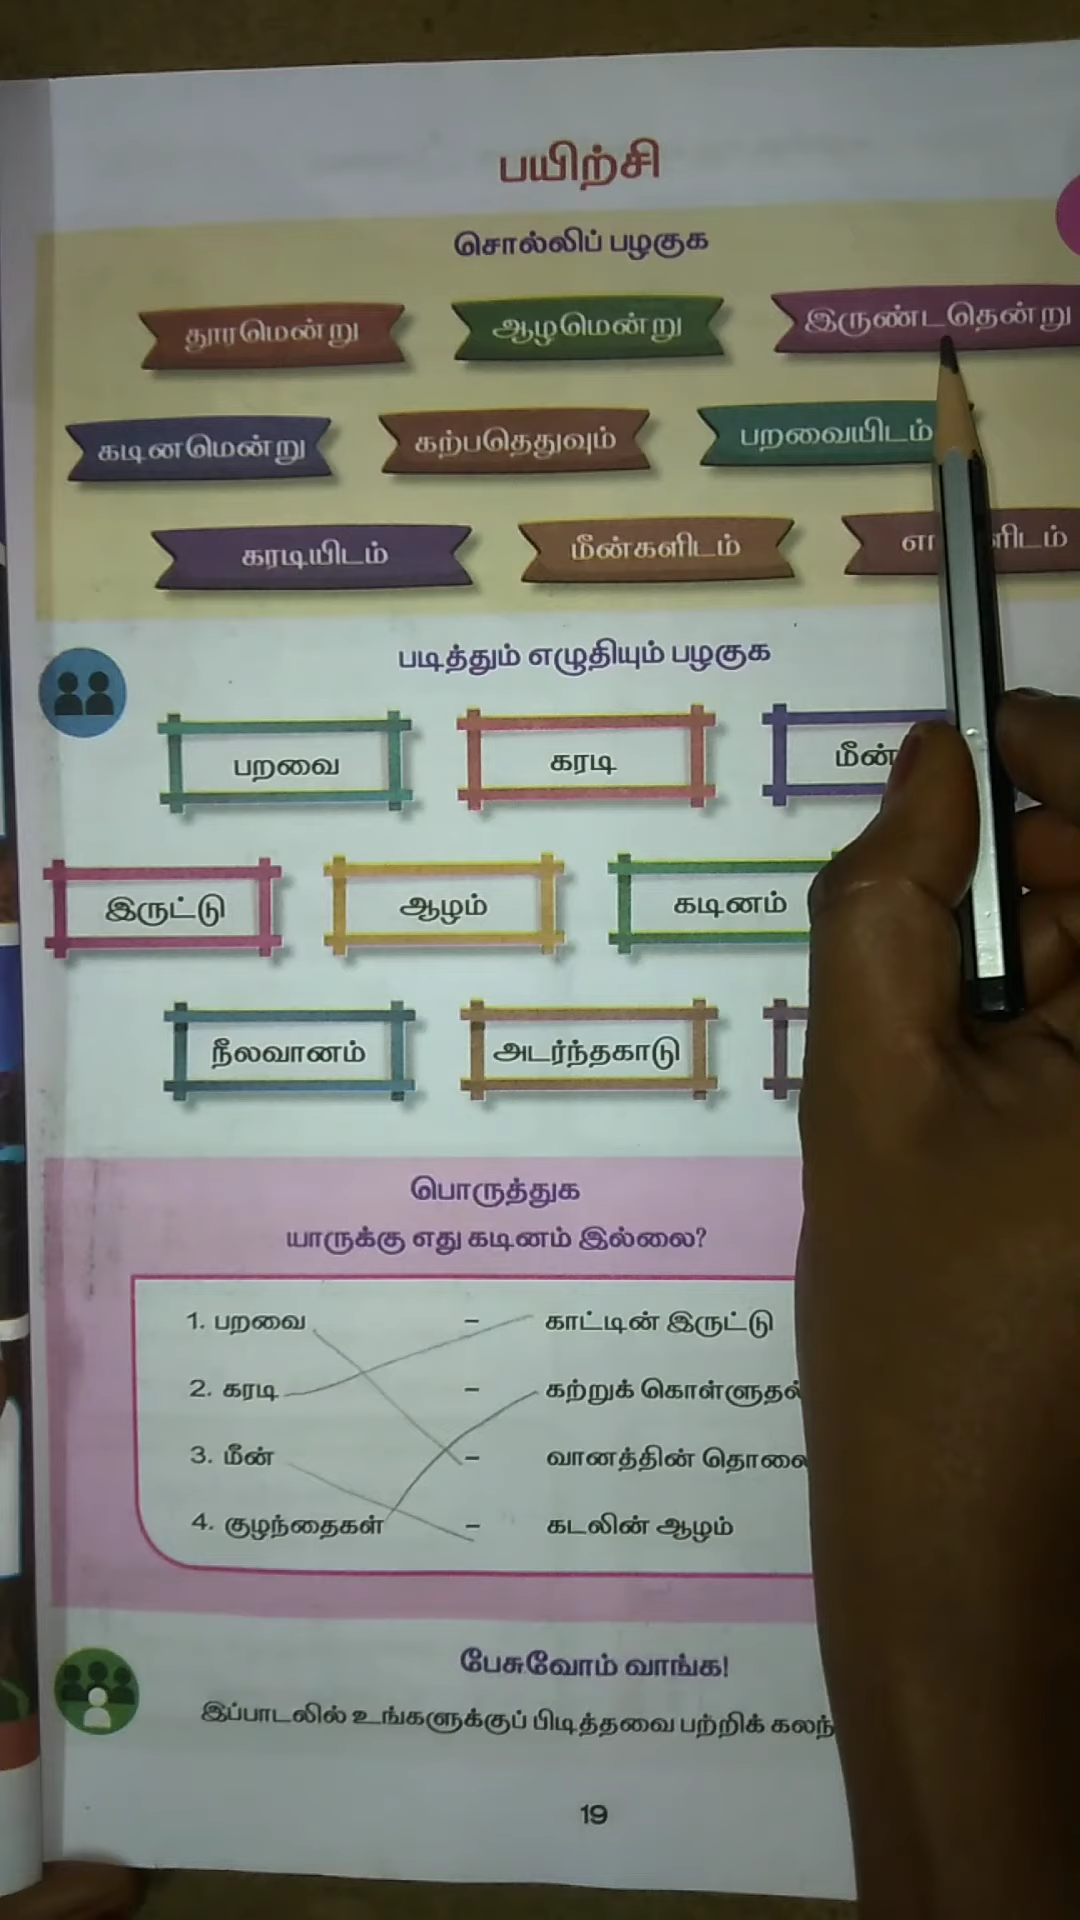 பயிற்சி
சொல்லிப் பழகுக
தூரமென்று ஆழமென்று இருண்டதென்று
கடினமென்று கற்பதெதுவும் பறவையிடம்
கரடியிடம் மீன்களிடம்
படித்தும் எழுதியும் பழகுக
பறவை கரடி மீன்
இருட்டு ஆழம் கடினம்
நீலவானம் அடர்ந்தகாடு
பொருத்துக
யாருக்கு எது கடினம் இல்லை?
1. பறவை – காட்டின் இருட்டு
2. கரடி – கற்றுக் கொள்ளுதல்
3. மீன் – வானத்தின்
4. குழந்தைகள் – கடலின் ஆழம்
பேசுவோம் வாங்க!
இப்பாடலில் உங்களுக்குப் பிடித்தவை பற்றிக்
19